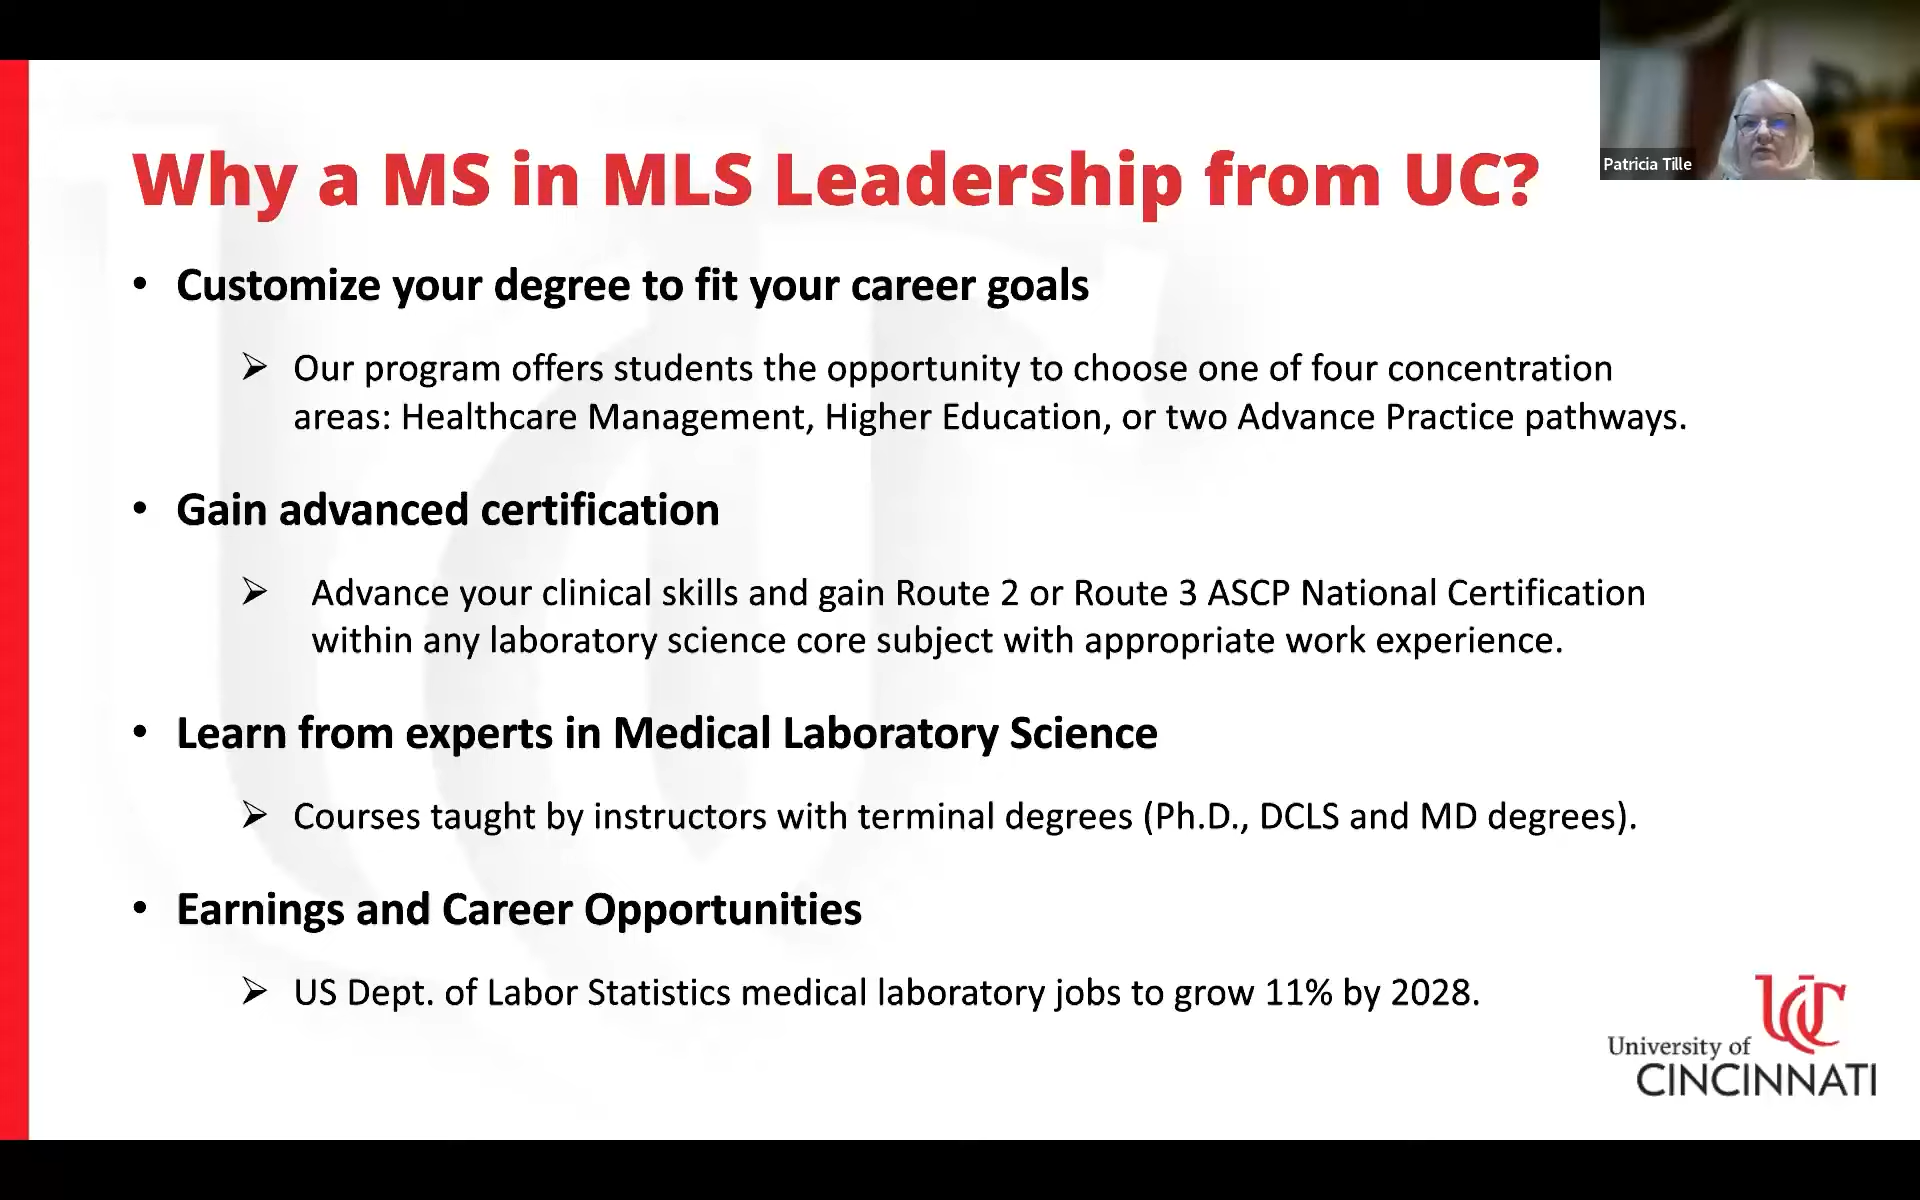 Why a MS in MLS Leadership from UC?
Patricia Tille
• Customize your degree to fit your career goals
➢ Our program offers students the opportunity to choose one of four concentration
areas: Healthcare Management, Higher Education, or two Advance Practice pathways.
• Gain advanced certification
➢ Advance your clinical skills and gain Route 2 or Route 3 ASCP National Certification
within any laboratory science core subject with appropriate work experience.
• Learn from experts in Medical Laboratory Science
➢ Courses taught by instructors with terminal degrees (Ph.D., DCLS and MD degrees).
• Earnings and Career Opportunities
➢ US Dept. of Labor Statistics medical laboratory jobs to grow 11% by 2028.
UC
University of
CINCINNATI